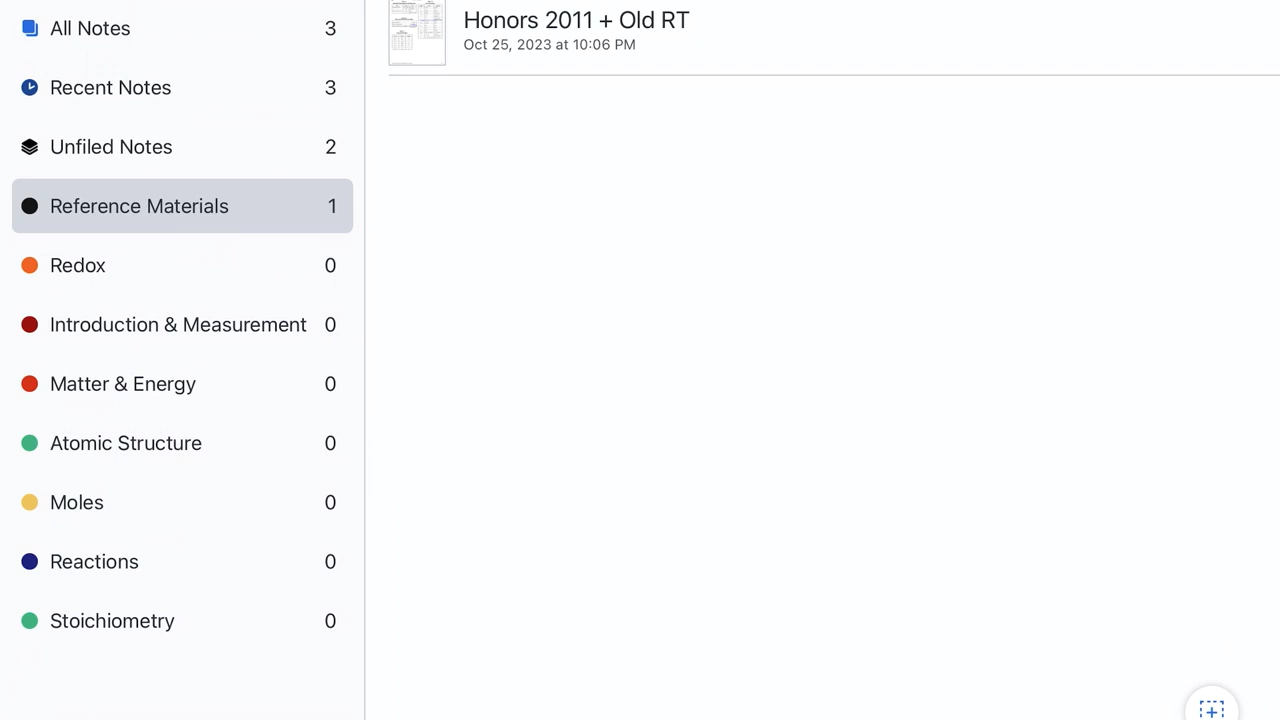 All Notes 3
Recent Notes 3
Unfiled Notes 2
Reference Materials 1
Redox 0
Introduction & Measurement 0
Matter & Energy 0
Atomic Structure 0
Moles 0
Reactions 0
Stoichiometry 0
Honors 2011 + Old RT
Oct 25, 2023 at 10:06 PM